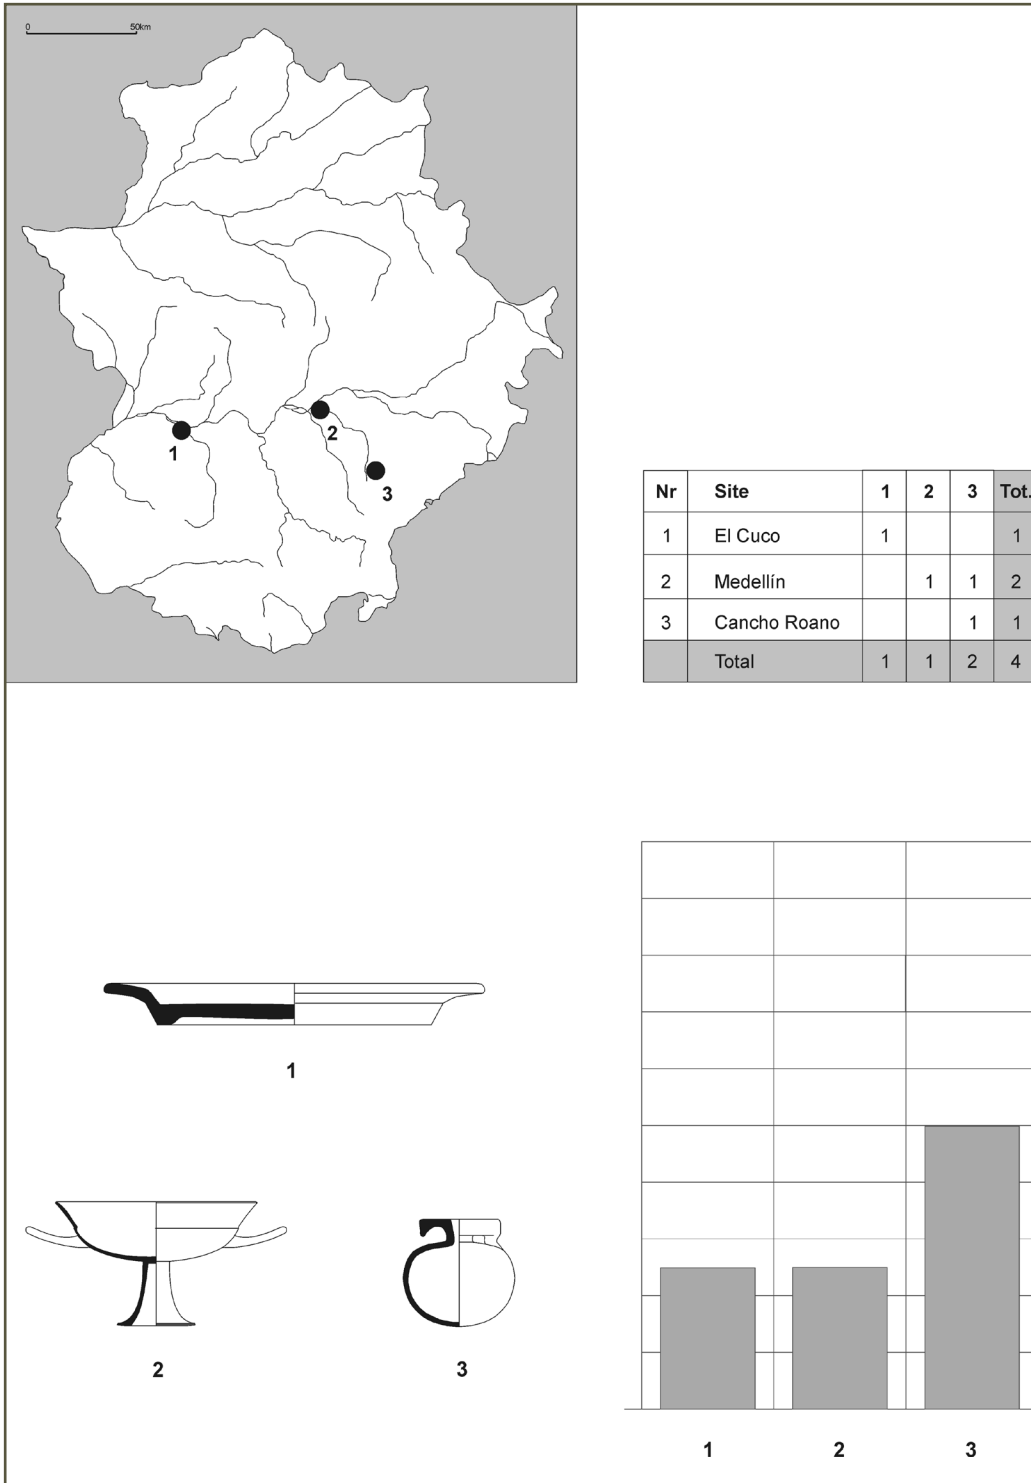 0 50km
1
2
3
Nr Site 1 2 3 Tot.
1 El Cuco 1 1
2 Medellín 1 1 2
3 Cancho Roano 1 1
Total 1 1 2 4
1
2 3
1 2 3